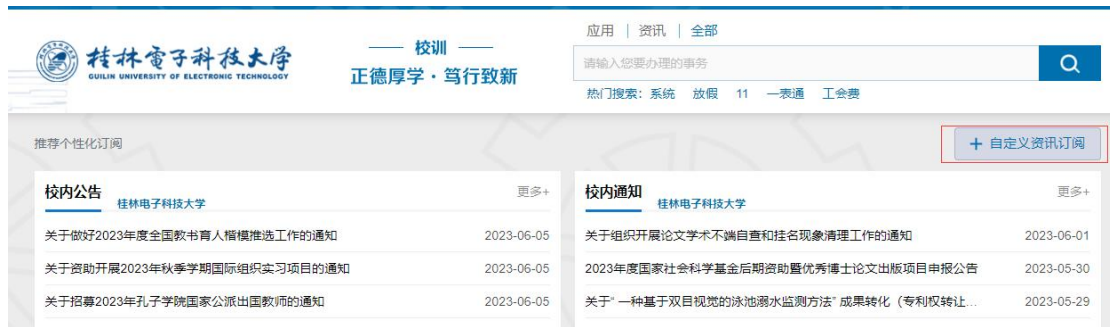 应用 | 资讯 | 全部
桂林電子科技大学
GUILIN UNIVERSITY OF ELECTRONIC TECHNOLOGY
校训
正德厚学・笃行致新
请输入您要办理的事务
热门搜索：系统 放假 11 一表通 工会费
推荐个性化订阅
+ 自定义资讯订阅
校内公告 桂林电子科技大学 更多+
关于做好2023年度全国教书育人楷模推选工作的通知 2023-06-05
关于资助开展2023年秋季学期国际组织实习项目的通知 2023-06-05
关于招募2023年孔子学院国家公派出国教师的通知 2023-06-05
校内通知 桂林电子科技大学 更多+
关于组织开展论文学术不端自查和挂名现象清理工作的通知 2023-06-01
2023年度国家社会科学基金后期资助暨优秀博士论文出版项目申报公告 2023-05-30
关于“一种基于双目视觉的泳池溺水监测方法”成果转化（专利权转让... 2023-05-29